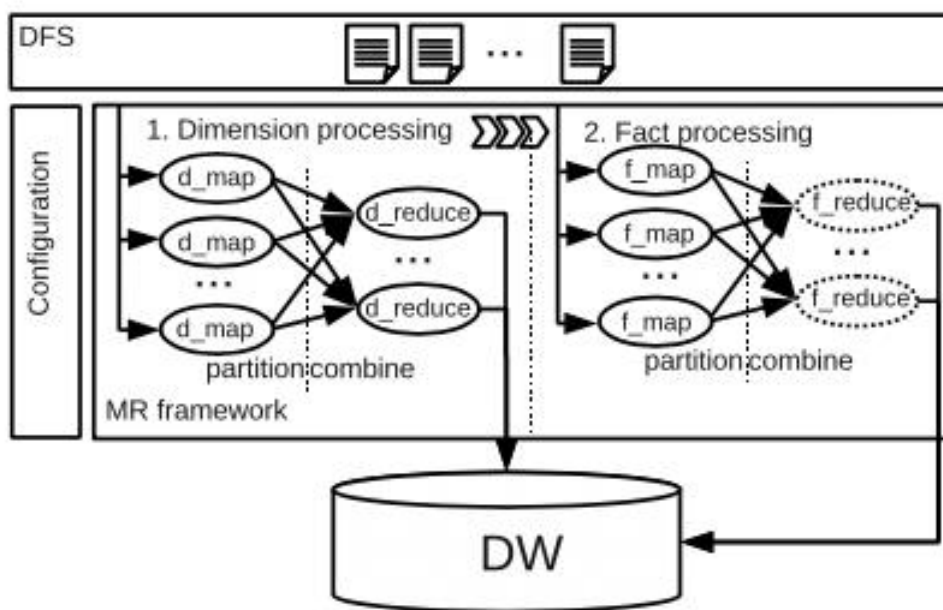 DFS
...
Configuration
1. Dimension processing
2. Fact processing
d_map
d_map
...
d_map
d_reduce
...
d_reduce
partition combine
f_map
f_map
...
f_map
f_reduce
...
f_reduce
partition combine
MR framework
DW